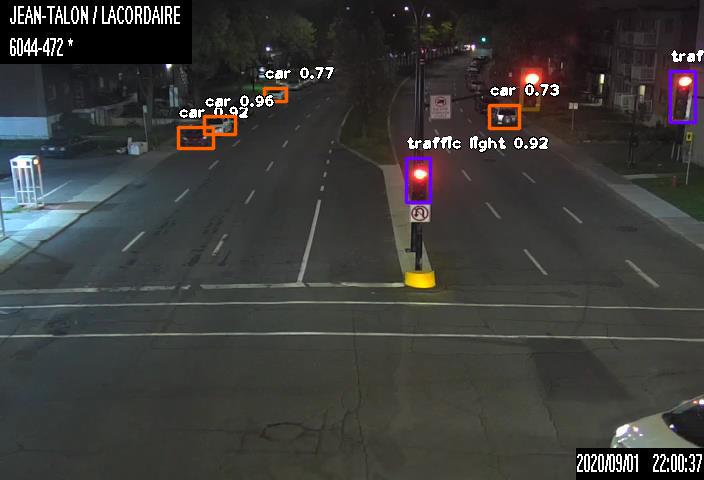 JEAN-TALON / LACORDAIRE
6044-472 *
traf
car 0.77
car 0.73
car 0.96
car 0.92
traffic light 0.92
2020/09/01 22:00:37